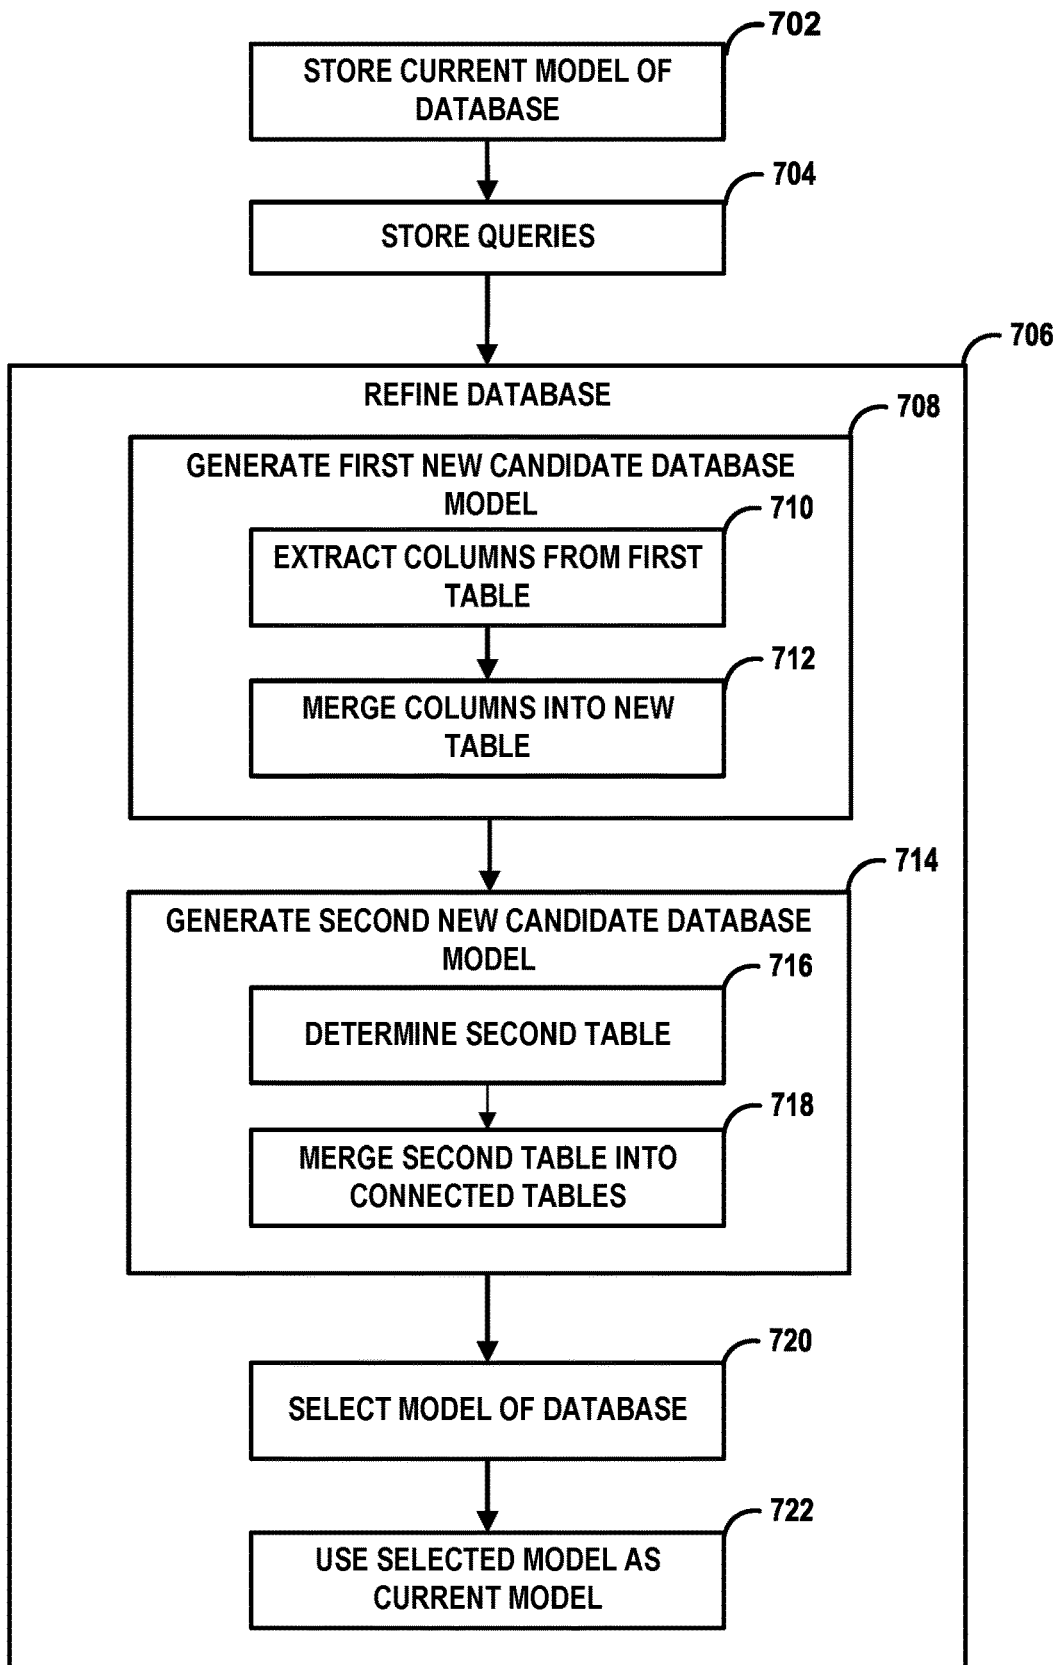 702
STORE CURRENT MODEL OF
DATABASE
704
STORE QUERIES
706
REFINE DATABASE
708
GENERATE FIRST NEW CANDIDATE DATABASE
MODEL
710
EXTRACT COLUMNS FROM FIRST
TABLE
712
MERGE COLUMNS INTO NEW
TABLE
714
GENERATE SECOND NEW CANDIDATE DATABASE
MODEL
716
DETERMINE SECOND TABLE
718
MERGE SECOND TABLE INTO
CONNECTED TABLES
720
SELECT MODEL OF DATABASE
722
USE SELECTED MODEL AS
CURRENT MODEL